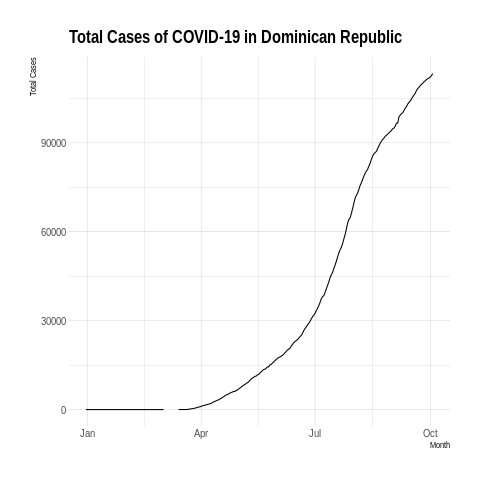 Total Cases of COVID-19 in Dominican Republic
Total Cases
90000
60000
30000
0
Jan Apr Jul Oct
Month